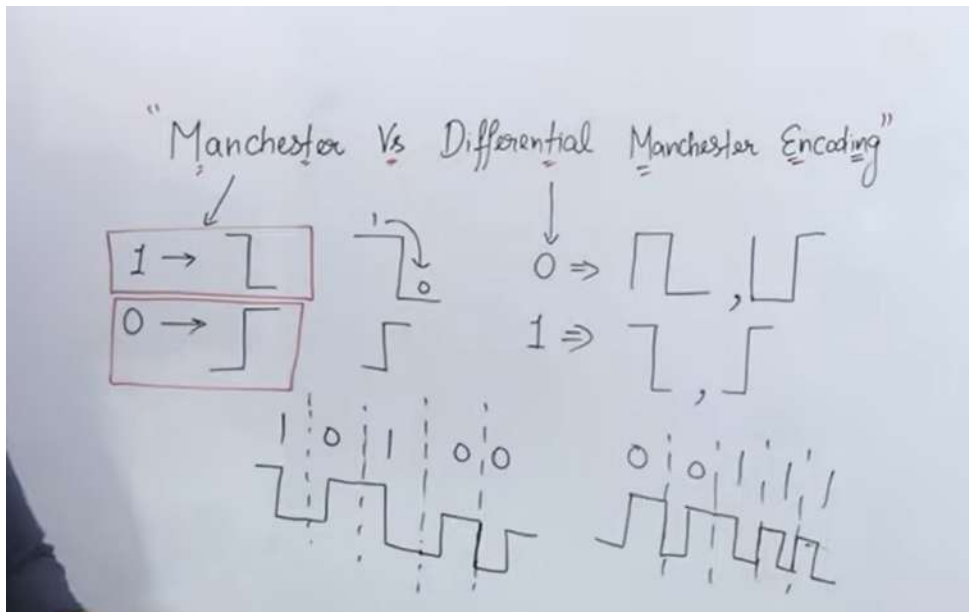 "Manchester Vs Differential Manchester Encoding"
1 → 1 0 0 ⇒ ,
0 → 1 ⇒ ,
1 0 1 0 0 0 0 1 1 1